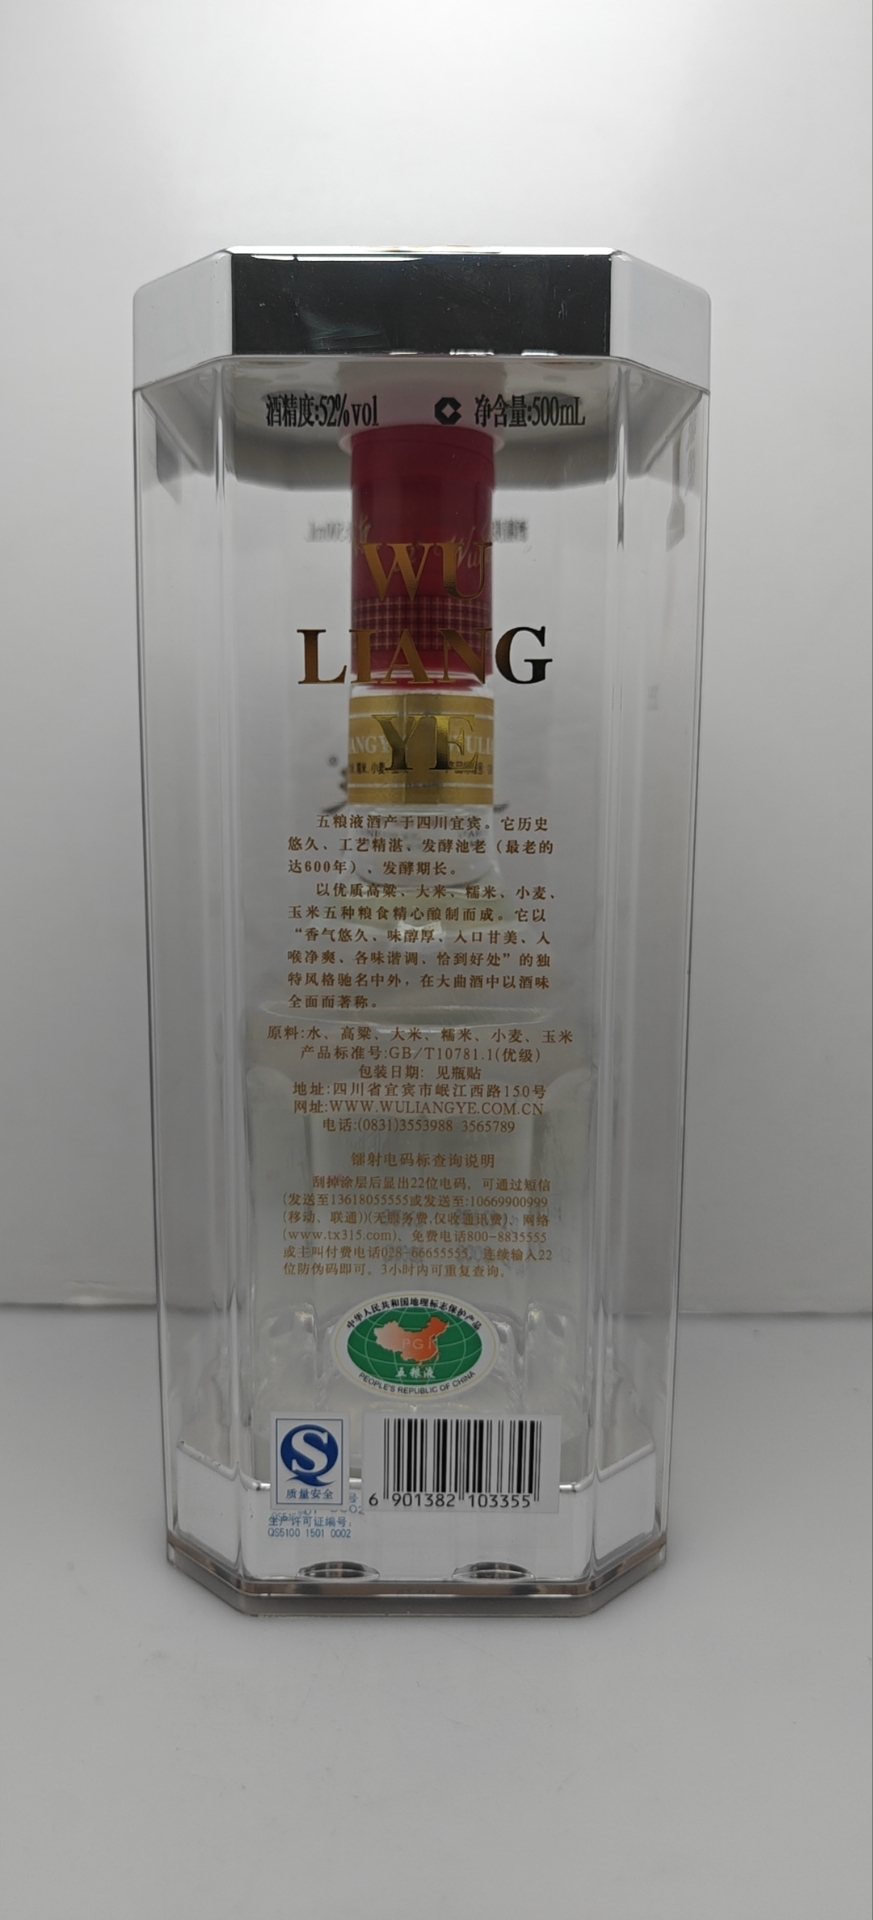 酒精度:52%vol 净含量:500mL
WU
LIANG
YE
五粮液酒产于四川宜宾。它历史
悠久、工艺精湛、发酵池老（最老的
达600年）、发酵期长。
以优质高粱、大米、糯米、小麦、
玉米五种粮食精心酿制而成。它以
“香气悠久、味醇厚、入口甘美、入
喉净爽、各味谐调、恰到好处”的独
特风格驰名中外，在大曲酒中以酒味
全面而著称。
原料:水、高粱、大米、糯米、小麦、玉米
产品标准号:GB/T10781.1(优级)
包装日期: 见瓶贴
地址:四川省宜宾市岷江西路150号
网址:WWW.WULIANGYE.COM.CN
电话:(0831)3553988 3565789
镭射电码标查询说明
刮掉涂层后显出22位电码，可通过短信
(发送至13618055555或发送至:10669900999
(移动、联通))(无服务费,仅收通讯费)、网络
(www.tx315.com)、免费电话800-8835555
或主叫付费电话028-66655555，连续输入22
位防伪码即可，3小时内可重复查询。
中华人民共和国地理标志保护产品
PGI
五粮液
PEOPLE'S REPUBLIC OF CHINA
质量安全
6 901382 103355
生产许可证编号:
QS5100 1501 0002